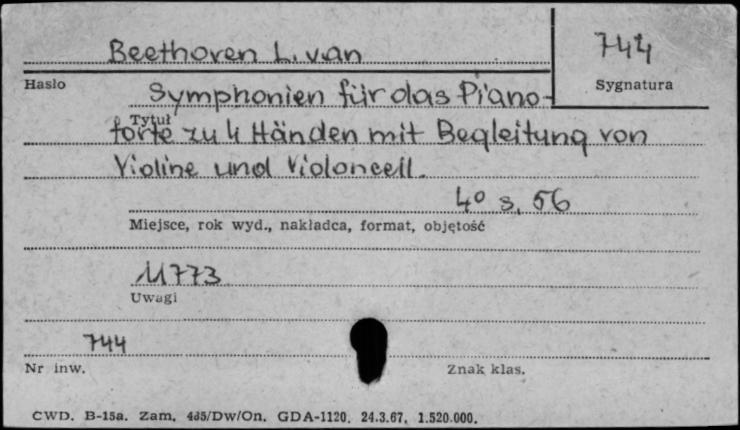 Beethoven L. van
744
Hasło
Sygnatura
Symphonien für das Piano-
Tytuł
forte zu 4 Händen mit Begleitung von
Violine und Violoncell.
4° s. 56
Miejsce, rok wyd., nakładca, format, objętość
11773
Uwagi
744
Nr inw.
Znak klas.
CWD. B-15a. Zam. 485/Dw/On. GDA-1120. 24.3.67. 1.520.000.